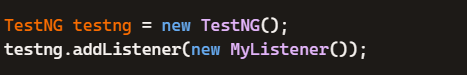 TestNG testng = new TestNG();
testng.addListener(new MyListener());